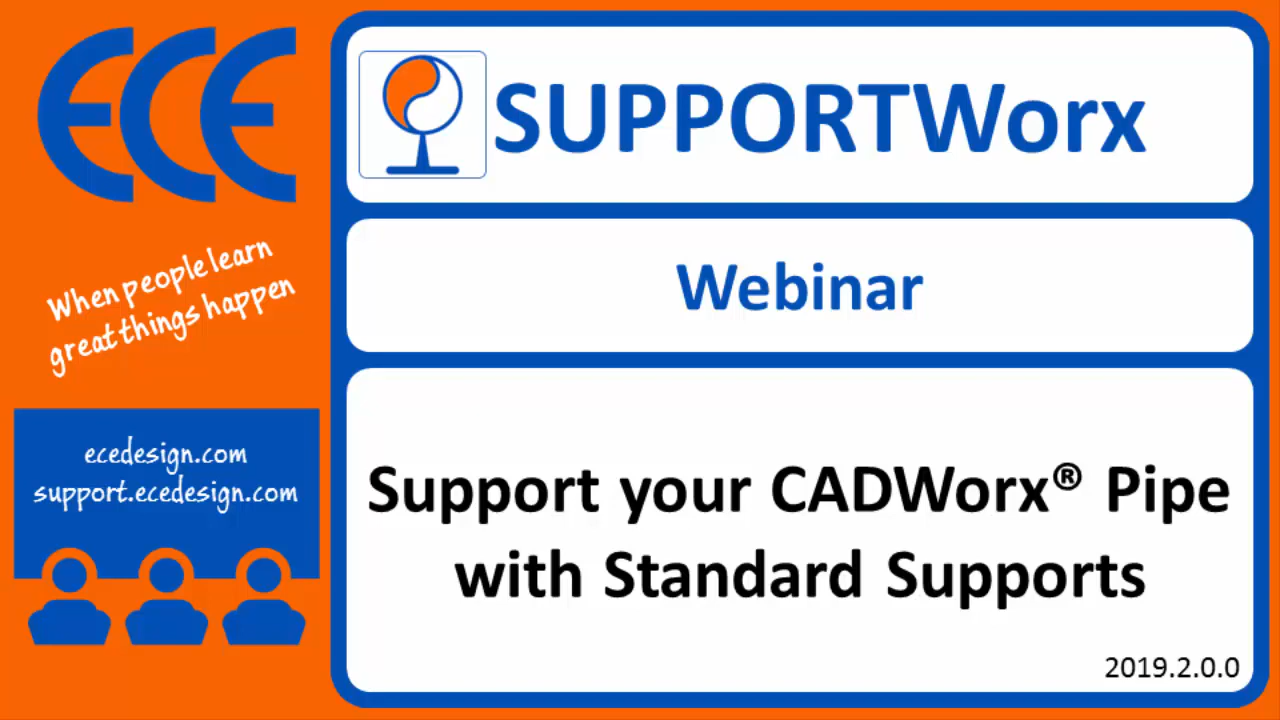 ECE
When people learn
great things happen
ecedesign.com
support.ecedesign.com
SUPPORTWorx
Webinar
Support your CADWorx® Pipe
with Standard Supports
2019.2.0.0